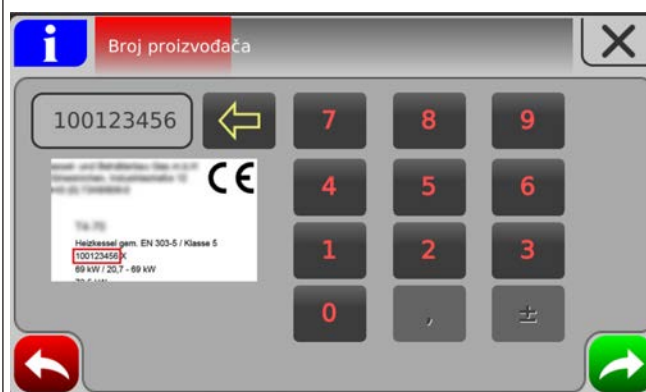 i
Broj proizvođača
100123456
7 8 9
4 5 6
1 2 3
0 , ±
CE
Heizkessel gem. EN 303-5 / Klasse 5
100123456 X
69 kW / 20,7 - 69 kW